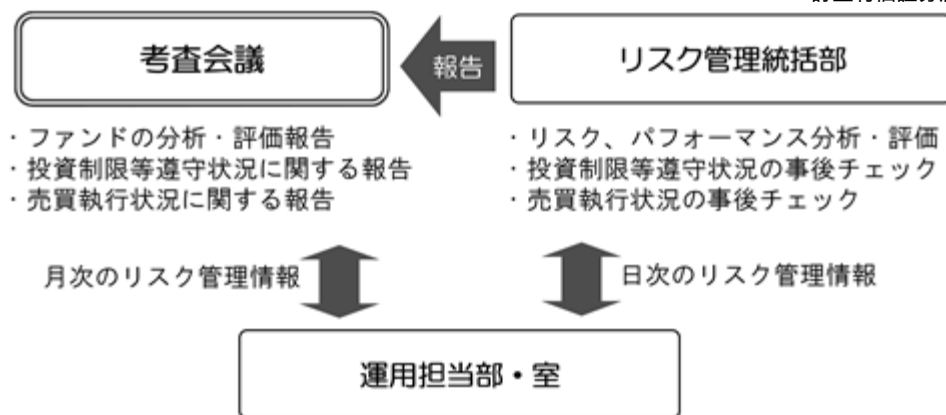 考査会議
報告
リスク管理統括部
・ファンドの分析・評価報告
・投資制限等遵守状況に関する報告
・売買執行状況に関する報告
・リスク、パフォーマンス分析・評価
・投資制限等遵守状況の事後チェック
・売買執行状況の事後チェック
月次のリスク管理情報
日次のリスク管理情報
運用担当部・室